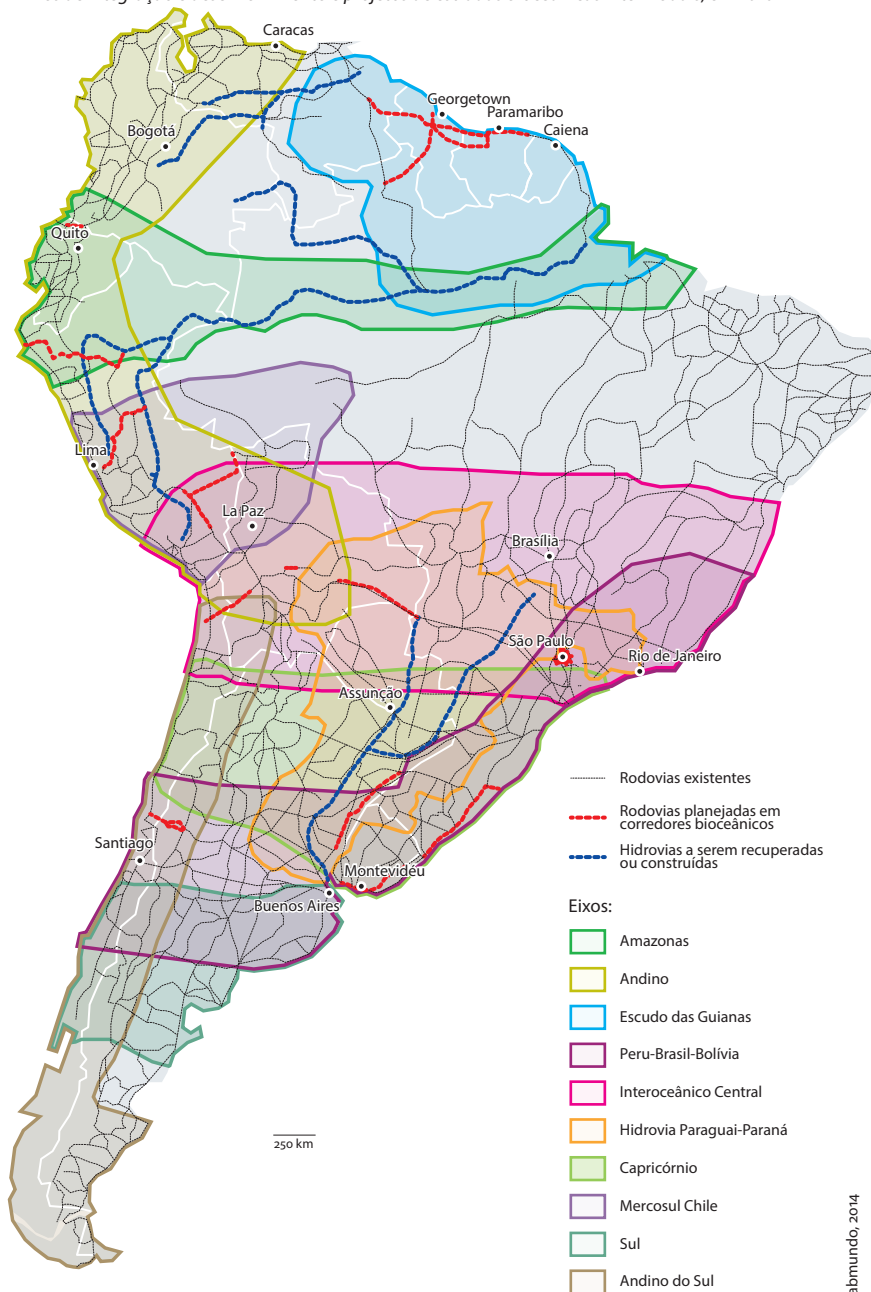 Caracas
Georgetown
Paramaribo
Caiena
Bogotá
Quito
Lima
La Paz
Brasília
São Paulo
Rio de Janeiro
Assunção
Santiago
Montevidéu
Buenos Aires
Rodovias existentes
Rodovias planejadas em
corredores bioceânicos
Hidrovias a serem recuperadas
ou construídas
Eixos:
Amazonas
Andino
Escudo das Guianas
Peru-Brasil-Bolívia
Interoceânico Central
Hidrovia Paraguai-Paraná
Capricórnio
Mercosul Chile
Sul
Andino do Sul
250 km
abmundo, 2014